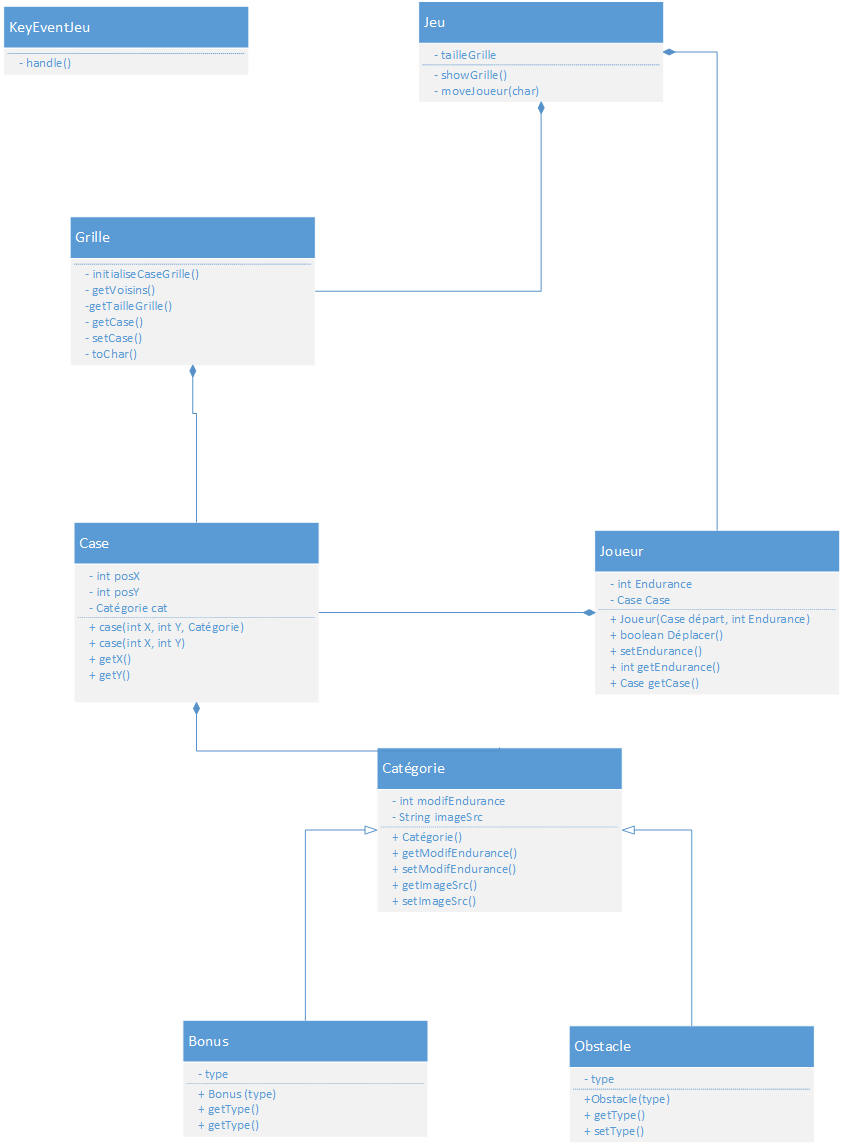 KeyEventJeu
- handle()
Jeu
- tailleGrille
- showGrille()
- moveJoueur(char)
Grille
- initialiseCaseGrille()
- getVoisins()
-getTailleGrille()
- getCase()
- setCase()
- toChar()
Case
- int posX
- int posY
- Catégorie cat
+ case(int X, int Y, Catégorie)
+ case(int X, int Y)
+ getX()
+ getY()
Joueur
- int Endurance
- Case Case
+ Joueur(Case départ, int Endurance)
+ boolean Déplacer()
+ setEndurance()
+ int getEndurance()
+ Case getCase()
Catégorie
- int modifEndurance
- String imageSrc
+ Catégorie()
+ getModifEndurance()
+ setModifEndurance()
+ getImageSrc()
+ setImageSrc()
Bonus
- type
+ Bonus (type)
+ getType()
+ getType()
Obstacle
- type
+Obstacle(type)
+ getType()
+ setType()